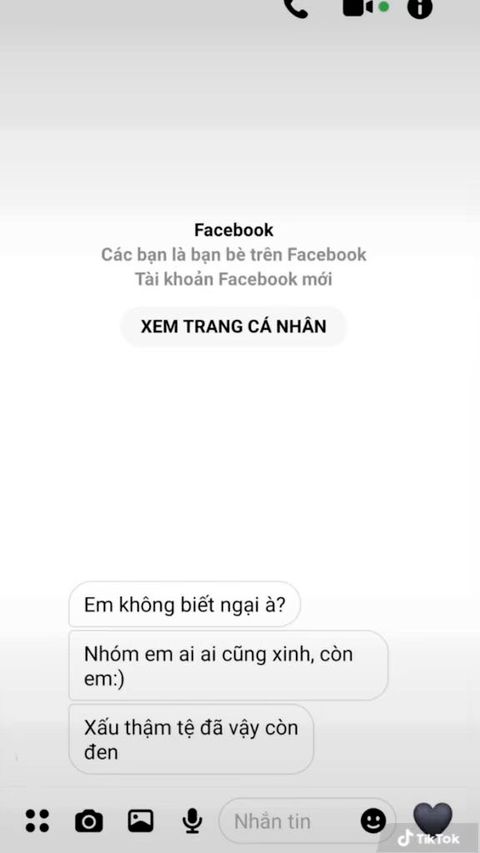 Facebook
Các bạn là bạn bè trên Facebook
Tài khoản Facebook mới
XEM TRANG CÁ NHÂN
Em không biết ngại à?
Nhóm em ai ai cũng xinh, còn
em:)
Xấu thậm tệ đã vậy còn
đen
Nhắn tin
TikTok